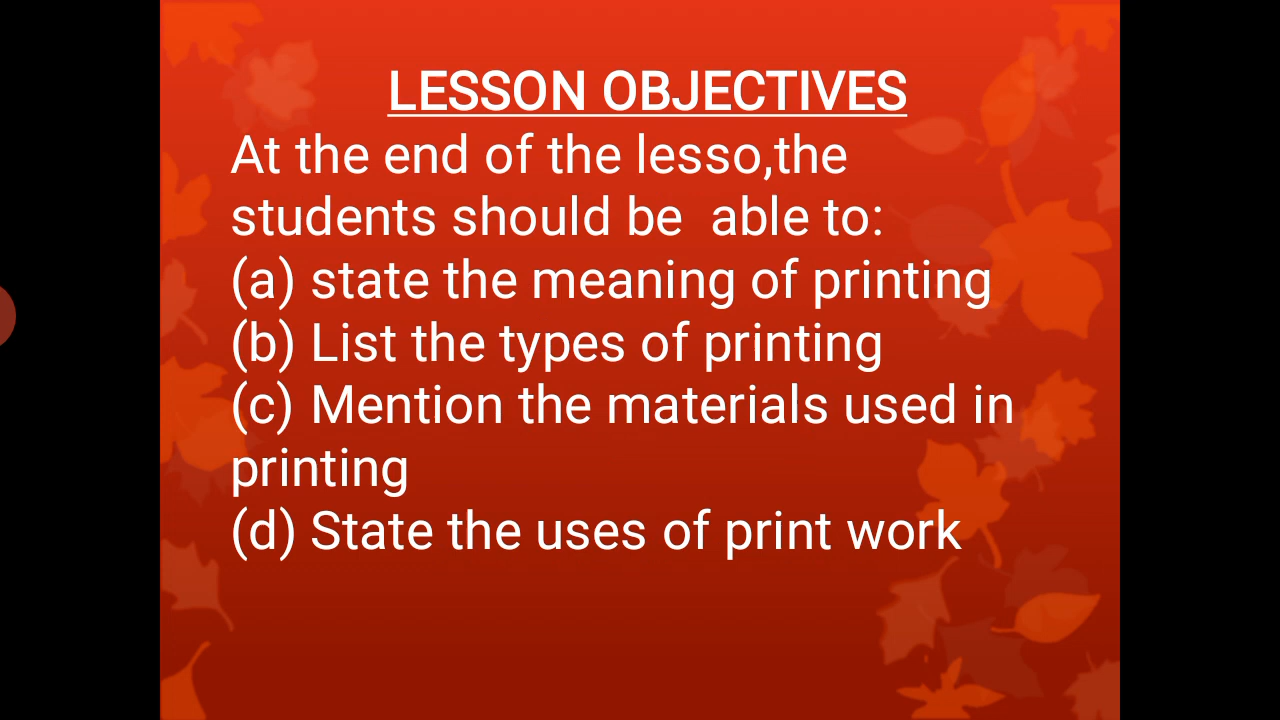 LESSON OBJECTIVES
At the end of the lesso,the
students should be  able to:
(a) state the meaning of printing
(b) List the types of printing
(c) Mention the materials used in
printing
(d) State the uses of print work